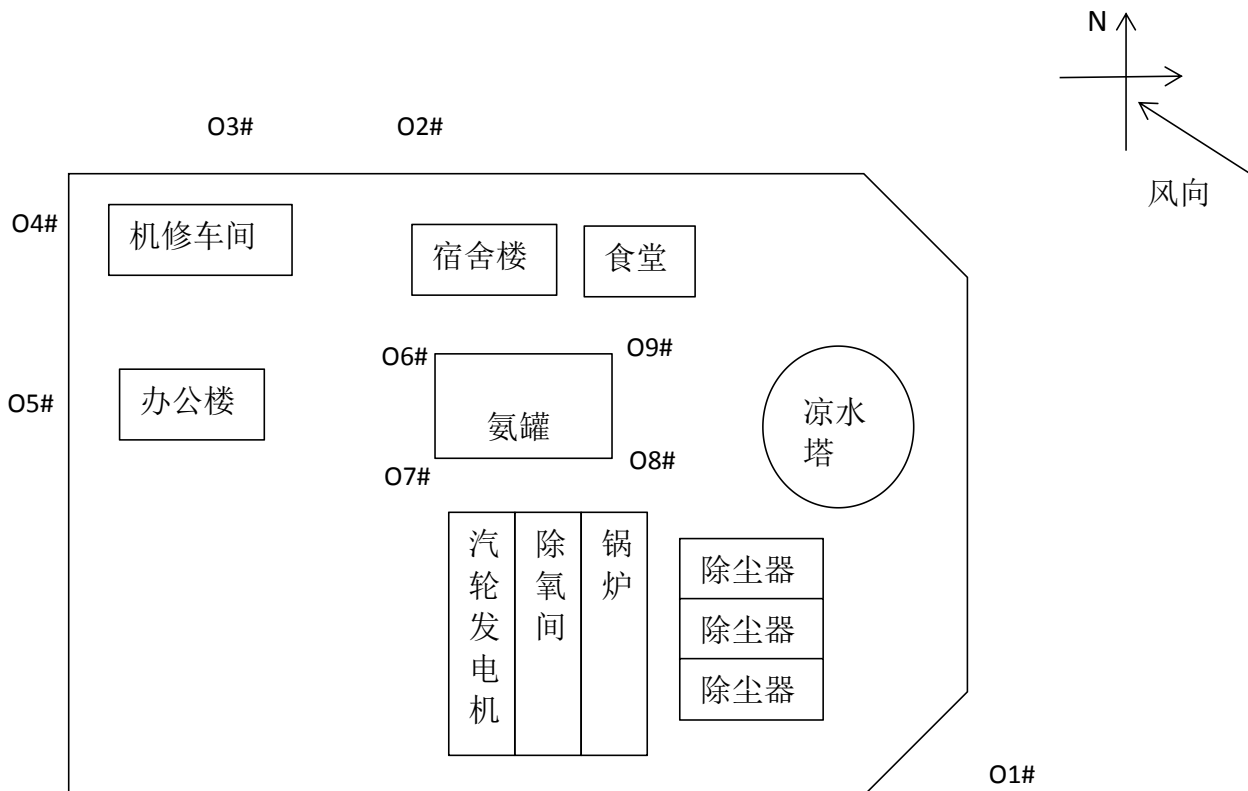 N
风向
O3#
O2#
O4#
机修车间
宿舍楼
食堂
O6#
O9#
O5#
办公楼
氨罐
凉水
塔
O7#
O8#
汽轮发电机
除氧间
锅炉
除尘器
除尘器
除尘器
O1#